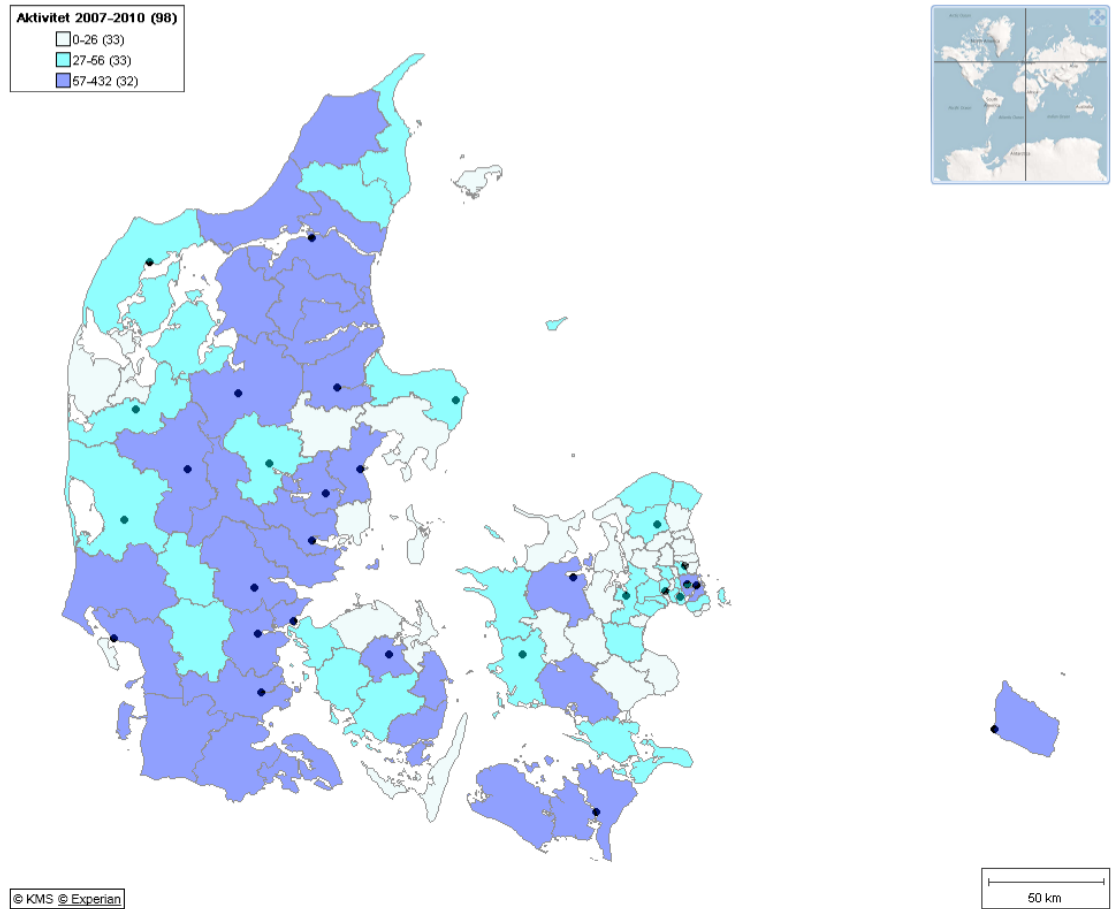 Aktivitet 2007-2010 (98)
0-26 (33)
27-56 (33)
57-432 (32)
© KMS © Experian
50 km